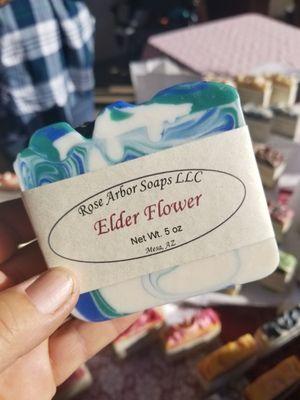 Rose Arbor Soaps LLC
Elder Flower
Net Wt. 5 oz
Mesa, AZ